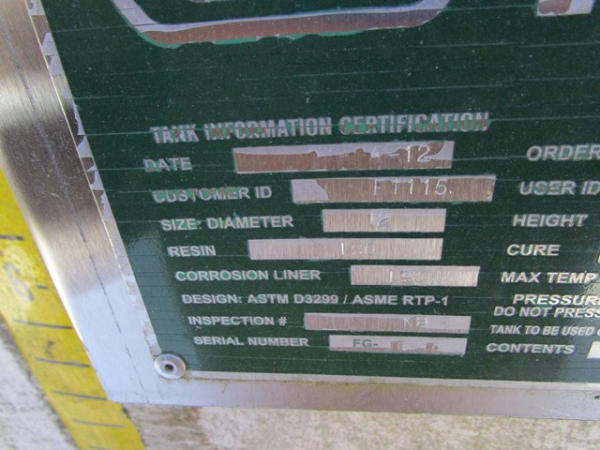 TANK INFORMATION CERTIFICATION
DATE -12 ORDER
CUSTOMER ID FT115 USER ID
SIZE: DIAMETER HEIGHT
RESIN CURE
CORROSION LINER MAX TEMP
DESIGN: ASTM D3299 / ASME RTP-1 PRESSURE
DO NOT PRESS
INSPECTION # TANK TO BE USED
SERIAL NUMBER FG- CONTENTS